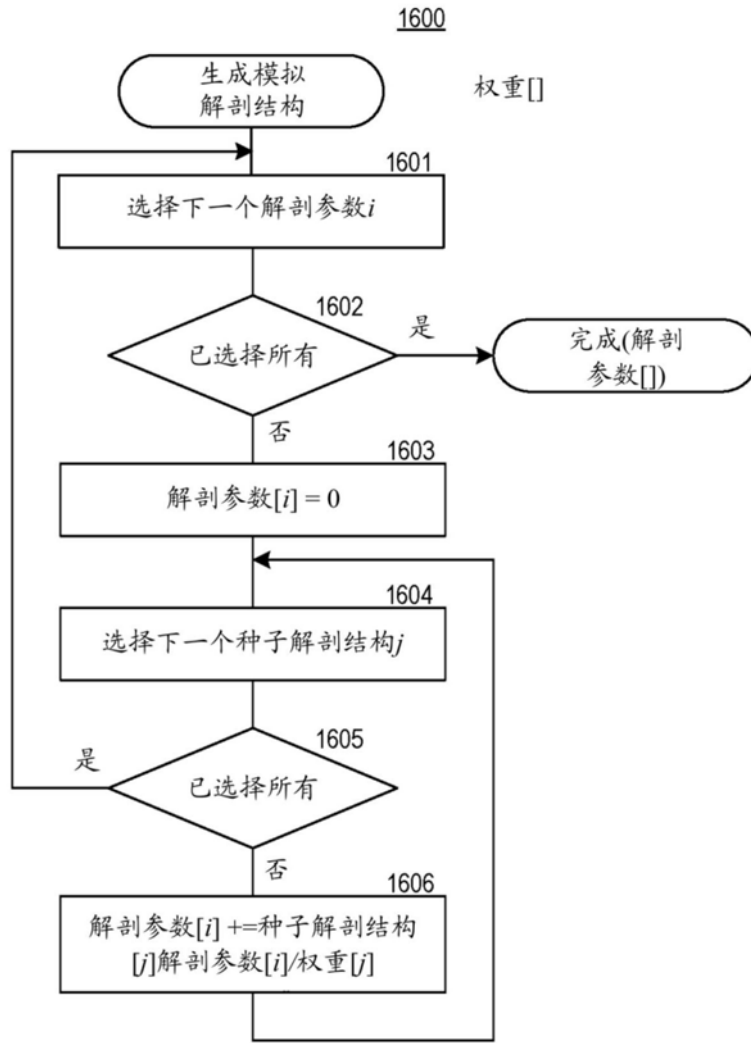 1600
生成模拟
解剖结构
权重[]
1601
选择下一个解剖参数i
1602
已选择所有
是
完成(解剖
参数[])
否
1603
解剖参数[i] = 0
1604
选择下一个种子解剖结构j
1605
已选择所有
是
否
1606
解剖参数[i] +=种子解剖结构
[j]解剖参数[i]/权重[j]